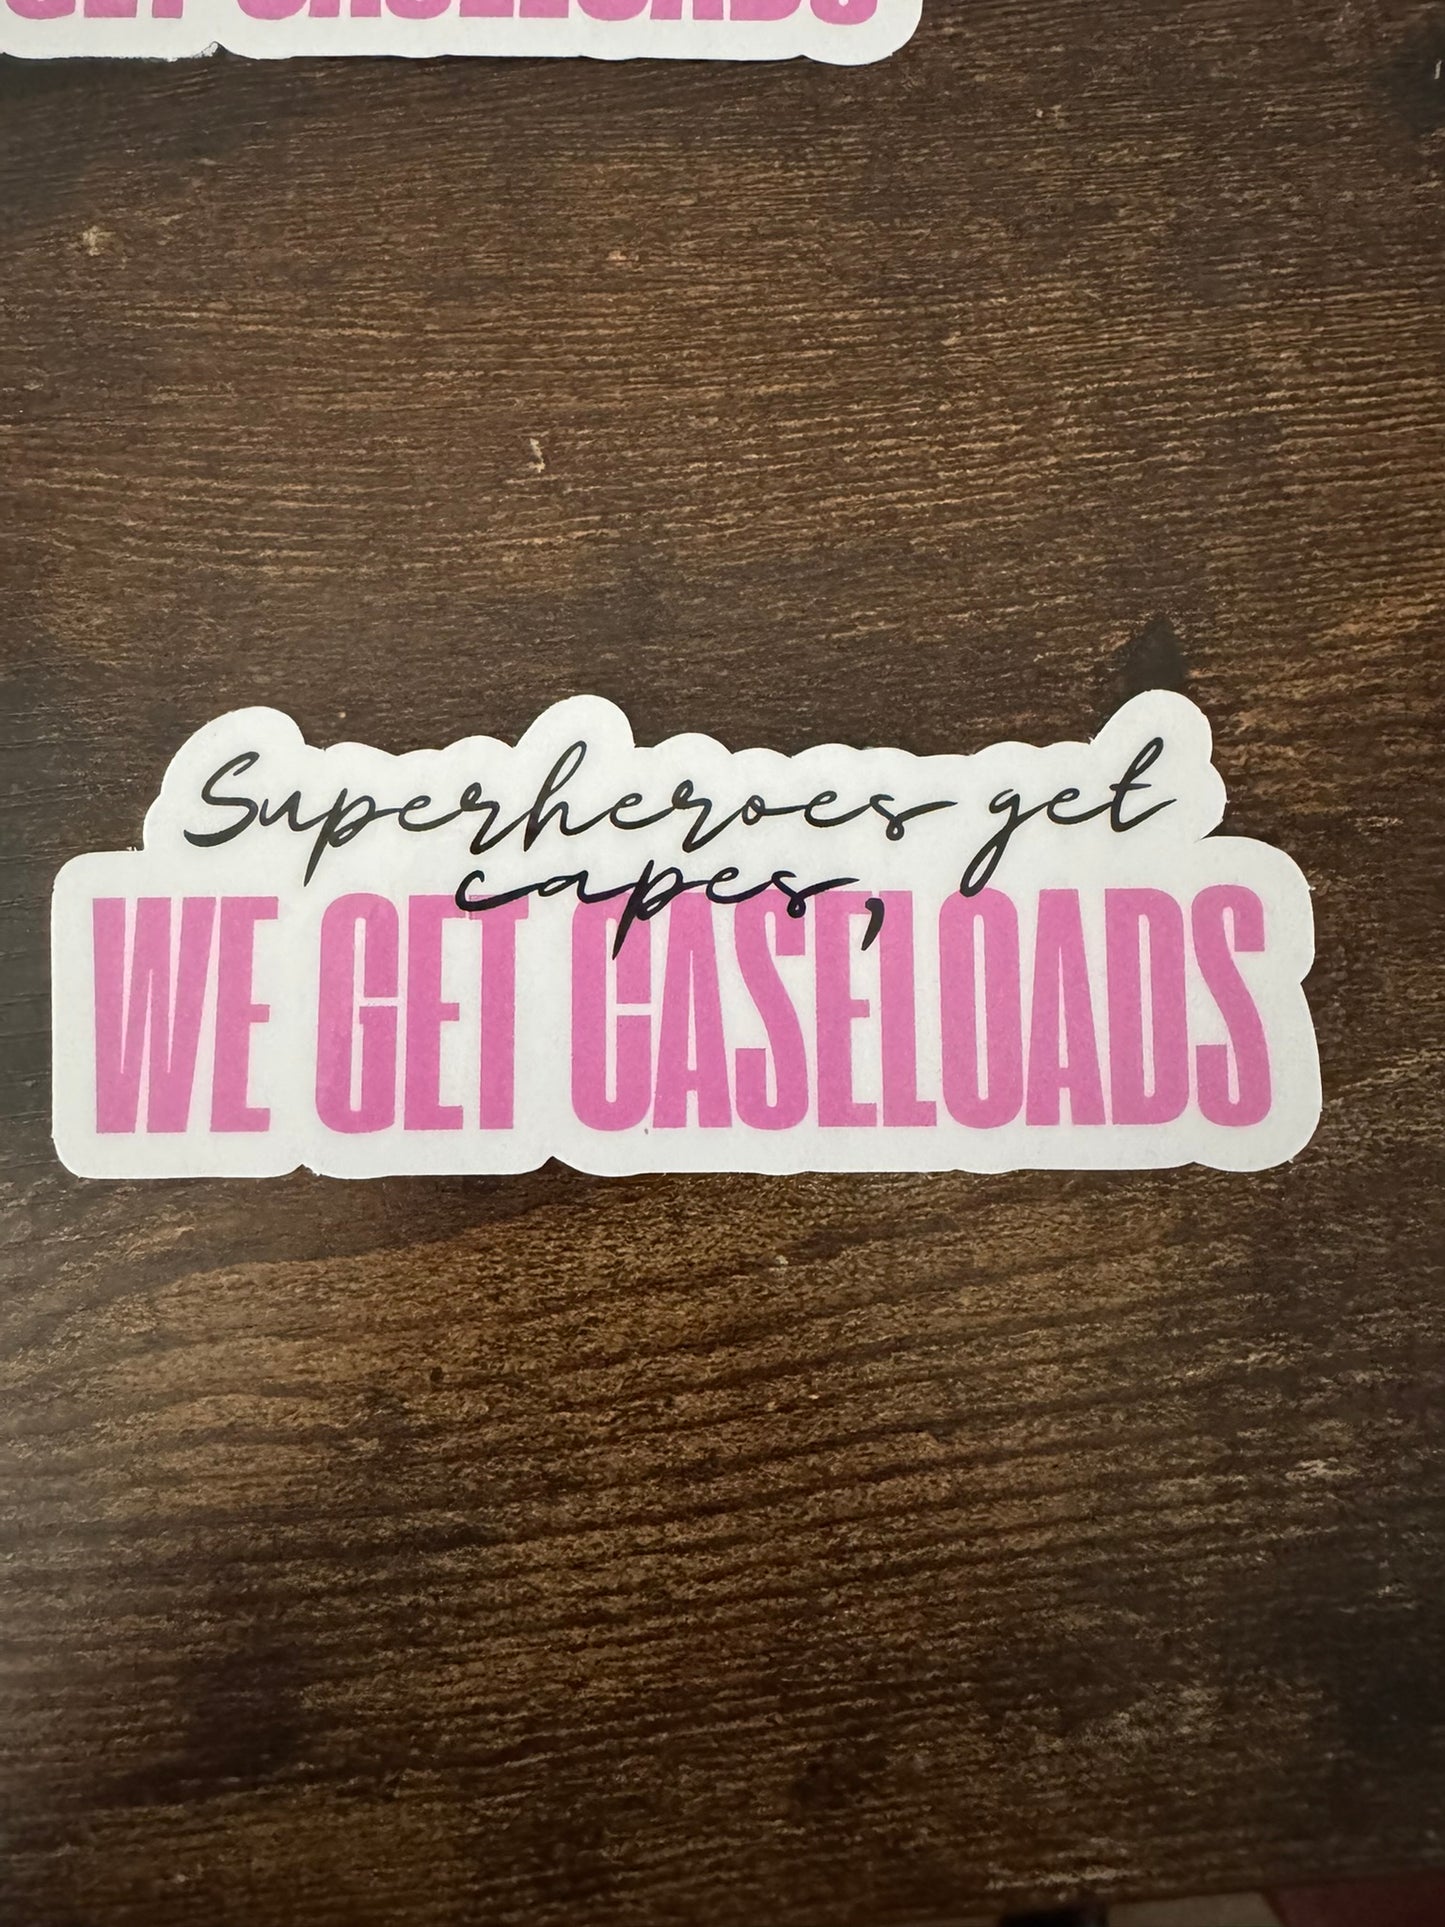 GET CASELOADS
Superheroes get
capes,
WE GET CASELOADS